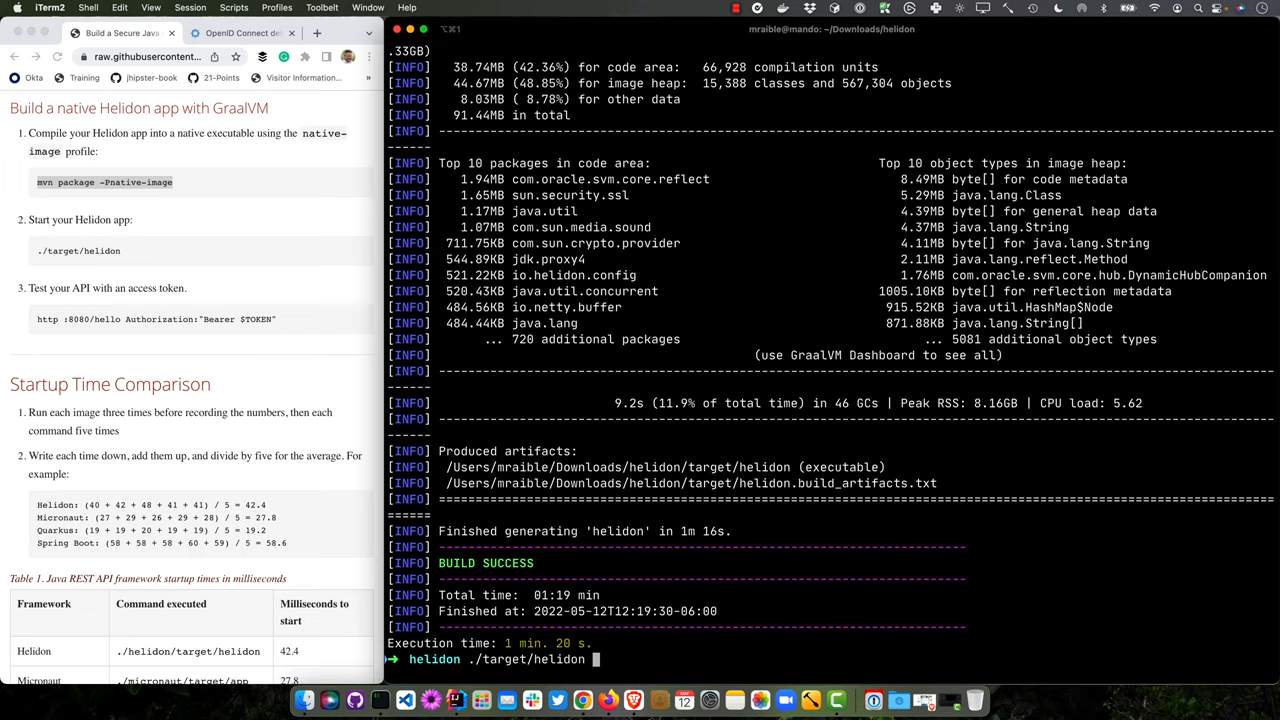 iTerm2 Shell Edit View Session Scripts Profiles Toolbelt Window Help
Build a Secure Java
OpenID Connect de
raw.githubusercontent...
Okta Training jhipster-book 21-Points Visitor Information... »
Build a native Helidon app with GraalVM
1. Compile your Helidon app into a native executable using the native-
image profile:
mvn package -Pnative-image
2. Start your Helidon app:
./target/helidon
3. Test your API with an access token.
http :8080/hello Authorization:"Bearer $TOKEN"
Startup Time Comparison
1. Run each image three times before recording the numbers, then each
command five times
2. Write each time down, add them up, and divide by five for the average. For
example:
Helidon: (40 + 42 + 48 + 41 + 41) / 5 = 42.4
Micronaut: (27 + 29 + 26 + 29 + 28) / 5 = 27.8
Quarkus: (19 + 19 + 20 + 19 + 19) / 5 = 19.2
Spring Boot: (58 + 58 + 58 + 60 + 59) / 5 = 58.6
Table 1. Java REST API framework startup times in milliseconds
Framework Command executed Milliseconds to
start
Helidon ./helidon/target/helidon 42.4
Micronaut ./micronaut/target/app 27.8
⌥⌘1 mraible@mando: ~/Downloads/helidon
.33GB)
[INFO] 38.74MB (42.36%) for code area: 66,928 compilation units
[INFO] 44.67MB (48.85%) for image heap: 15,388 classes and 567,304 objects
[INFO] 8.03MB ( 8.78%) for other data
[INFO] 91.44MB in total
[INFO] --------------------------------------------------------------------------------------------------------
------
[INFO] Top 10 packages in code area: Top 10 object types in image heap:
[INFO] 1.94MB com.oracle.svm.core.reflect 8.49MB byte[] for code metadata
[INFO] 1.65MB sun.security.ssl 5.29MB java.lang.Class
[INFO] 1.17MB java.util 4.39MB byte[] for general heap data
[INFO] 1.07MB com.sun.media.sound 4.37MB java.lang.String
[INFO] 711.75KB com.sun.crypto.provider 4.11MB byte[] for java.lang.String
[INFO] 544.89KB jdk.proxy4 2.11MB java.lang.reflect.Method
[INFO] 521.22KB io.helidon.config 1.76MB com.oracle.svm.core.hub.DynamicHubCompanion
[INFO] 520.43KB java.util.concurrent 1005.10KB byte[] for reflection metadata
[INFO] 484.56KB io.netty.buffer 915.52KB java.util.HashMap$Node
[INFO] 484.44KB java.lang 871.88KB java.lang.String[]
[INFO] ... 720 additional packages ... 5081 additional object types
[INFO] (use GraalVM Dashboard to see all)
[INFO] --------------------------------------------------------------------------------------------------------
------
[INFO] 9.2s (11.9% of total time) in 46 GCs | Peak RSS: 8.16GB | CPU load: 5.62
[INFO] --------------------------------------------------------------------------------------------------------
------
[INFO] Produced artifacts:
[INFO] /Users/mraible/Downloads/helidon/target/helidon (executable)
[INFO] /Users/mraible/Downloads/helidon/target/helidon.build_artifacts.txt
[INFO] ========================================================================================================
======
[INFO] Finished generating 'helidon' in 1m 16s.
[INFO] ------------------------------------------------------------------------
[INFO] BUILD SUCCESS
[INFO] ------------------------------------------------------------------------
[INFO] Total time: 01:19 min
[INFO] Finished at: 2022-05-12T12:19:30-06:00
[INFO] ------------------------------------------------------------------------
Execution time: 1 min. 20 s.
➜ helidon ./target/helidon
MAY
12